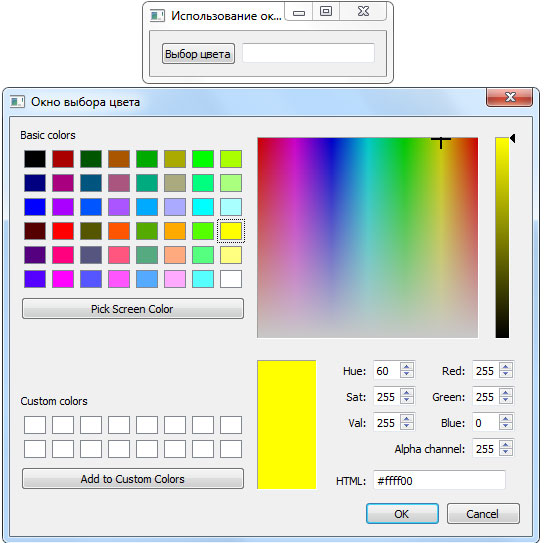 Использование ок...
Выбор цвета
Окно выбора цвета
Basic colors
Pick Screen Color
Custom colors
Add to Custom Colors
Hue: 60 Red: 255
Sat: 255 Green: 255
Val: 255 Blue: 0
Alpha channel: 255
HTML: #ffff00
OK Cancel